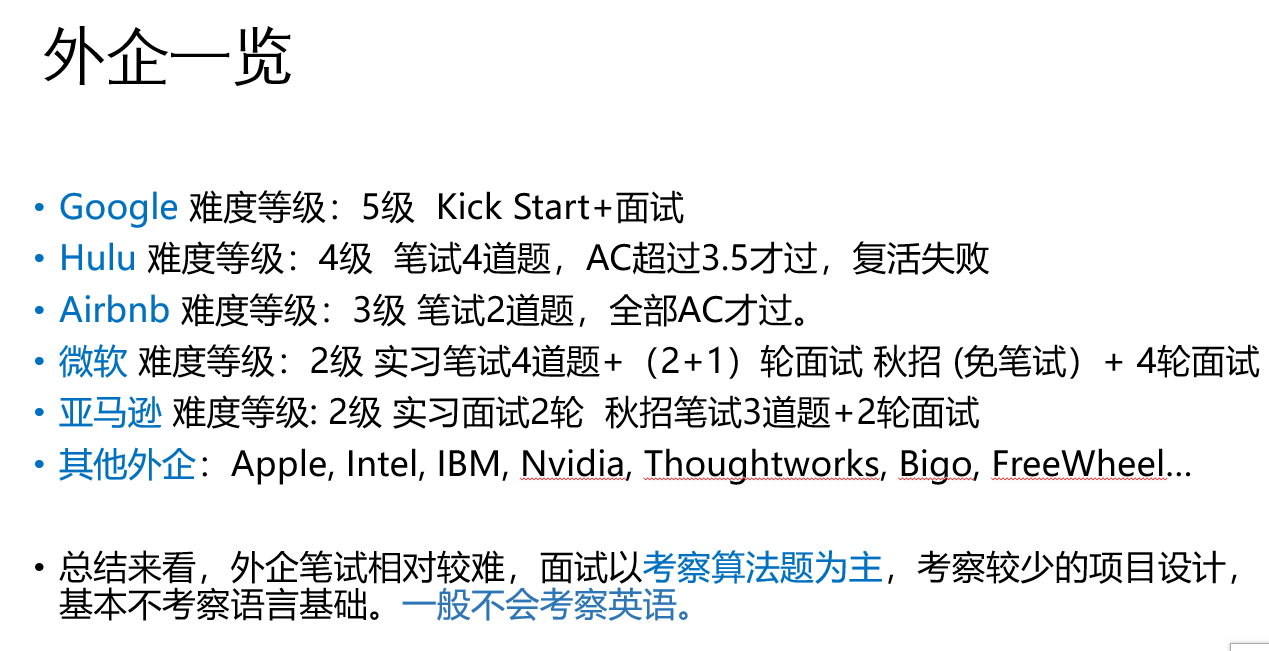 外企一览
• Google 难度等级：5级  Kick Start+面试
• Hulu 难度等级：4级  笔试4道题，AC超过3.5才过，复活失败
• Airbnb 难度等级：3级 笔试2道题，全部AC才过。
• 微软 难度等级：2级 实习笔试4道题+（2+1）轮面试 秋招 (免笔试）+ 4轮面试
• 亚马逊 难度等级: 2级 实习面试2轮  秋招笔试3道题+2轮面试
• 其他外企：Apple, Intel, IBM, Nvidia, Thoughtworks, Bigo, FreeWheel...
• 总结来看，外企笔试相对较难，面试以考察算法题为主，考察较少的项目设计，
基本不考察语言基础。一般不会考察英语。